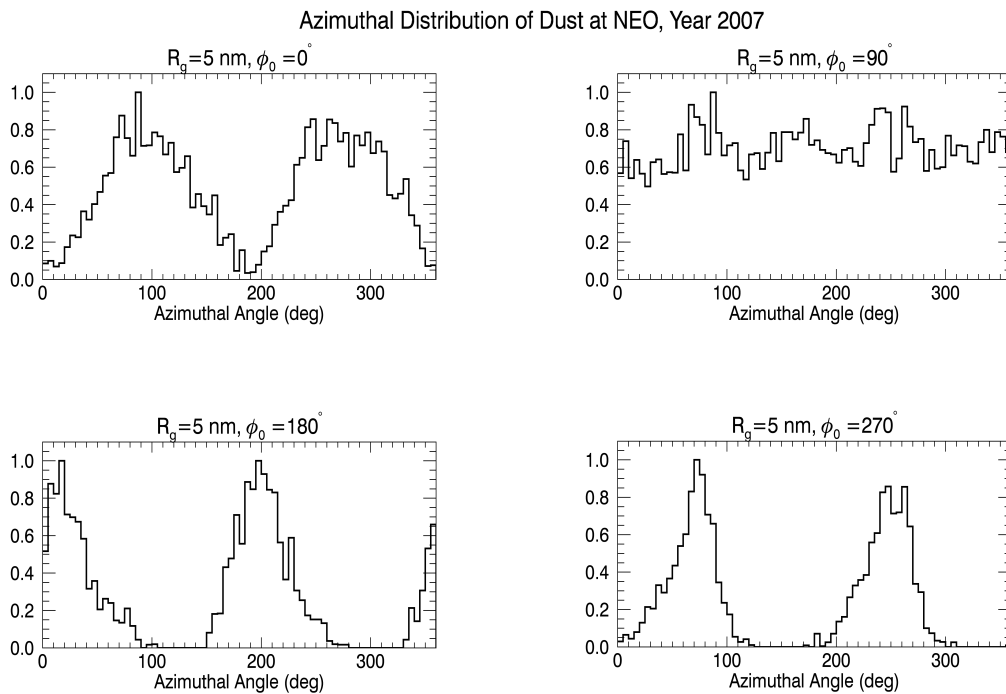 Azimuthal Distribution of Dust at NEO, Year 2007
R_g=5 nm, ϕ_0 =0°
1.0
0.8
0.6
0.4
0.2
0.0
0 100 200 300
Azimuthal Angle (deg)
R_g=5 nm, ϕ_0 =90°
1.0
0.8
0.6
0.4
0.2
0.0
0 100 200 300
Azimuthal Angle (deg)
R_g=5 nm, ϕ_0 =180°
1.0
0.8
0.6
0.4
0.2
0.0
0 100 200 300
Azimuthal Angle (deg)
R_g=5 nm, ϕ_0 =270°
1.0
0.8
0.6
0.4
0.2
0.0
0 100 200 300
Azimuthal Angle (deg)